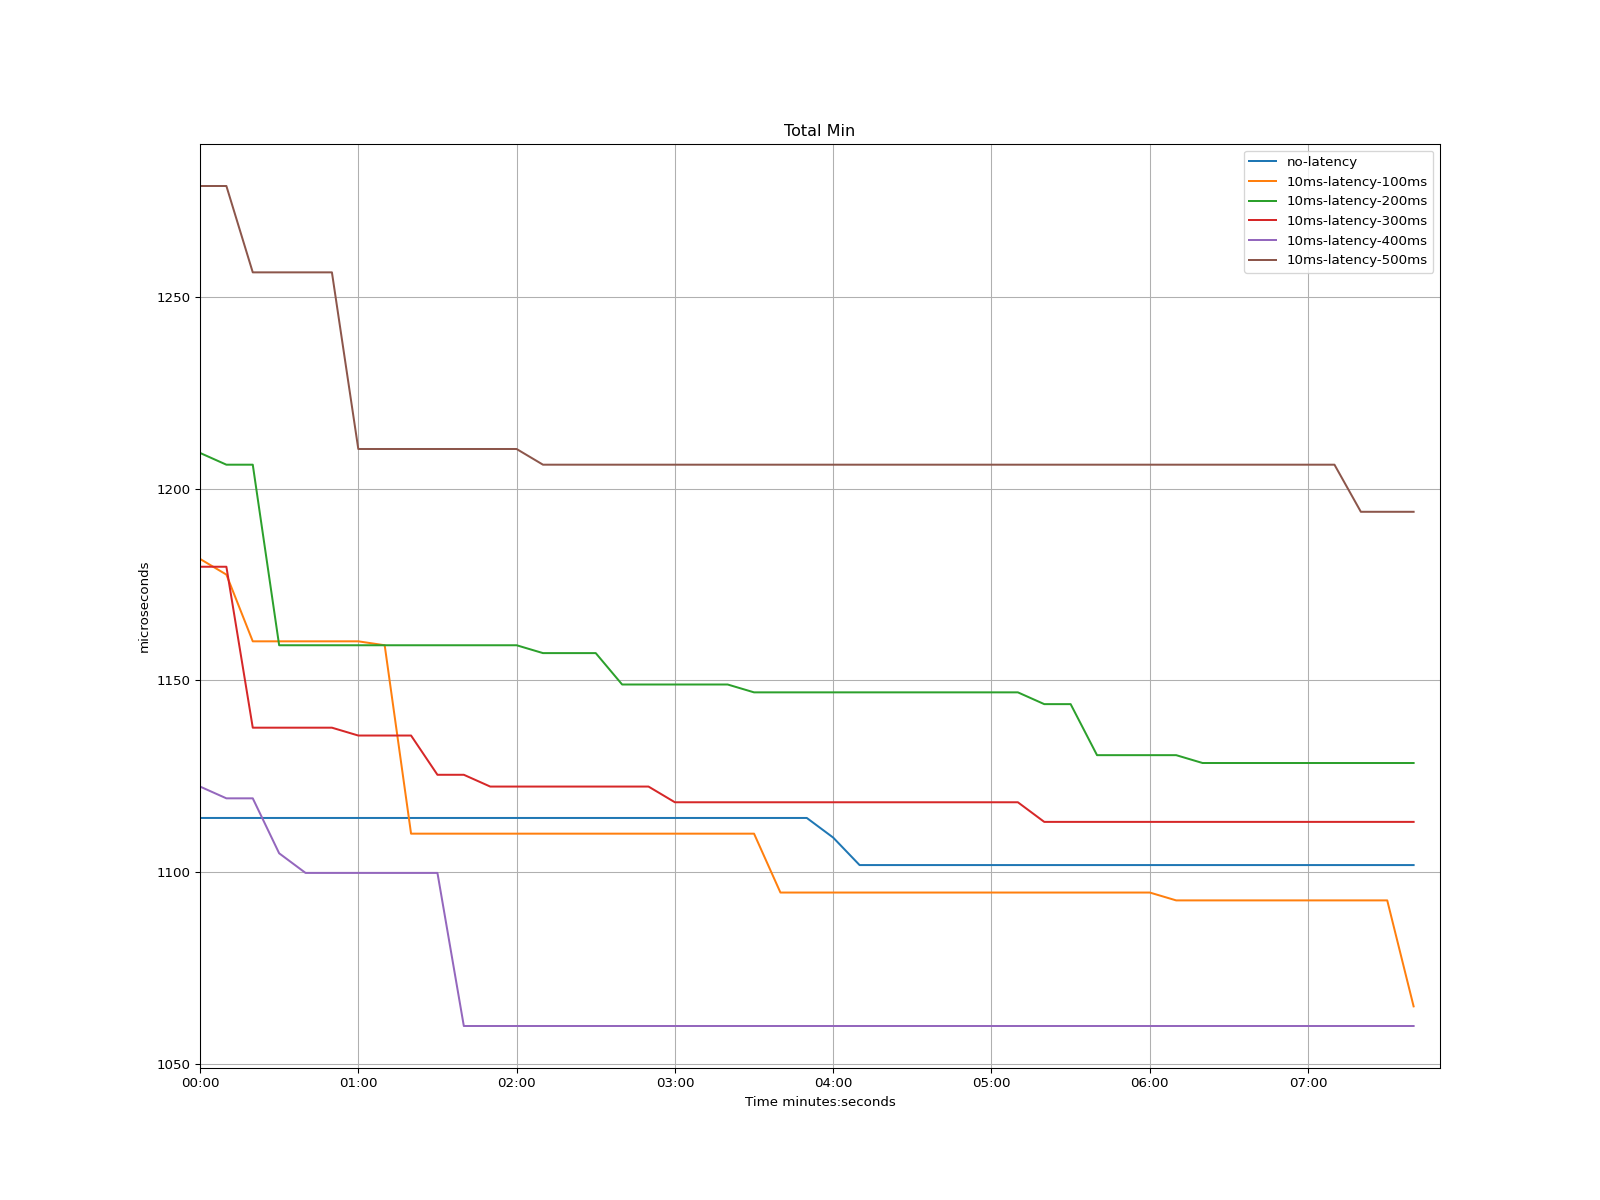 Total Min
no-latency
10ms-latency-100ms
10ms-latency-200ms
10ms-latency-300ms
10ms-latency-400ms
10ms-latency-500ms
1250
1200
1150
1100
1050
microseconds
00:00 01:00 02:00 03:00 04:00 05:00 06:00 07:00
Time minutes:seconds